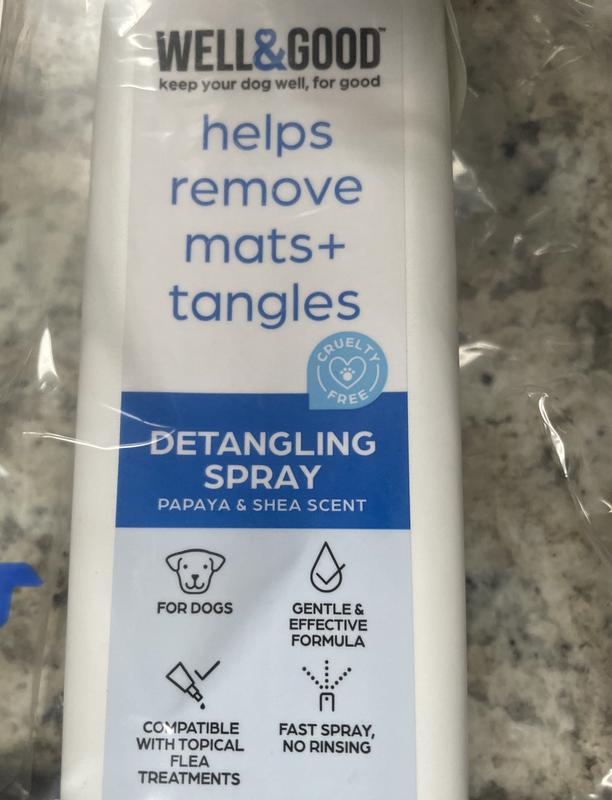 WELL&GOOD™
keep your dog well, for good
helps
remove
mats+
tangles
CRUELTY
FREE
DETANGLING
SPRAY
PAPAYA & SHEA SCENT
FOR DOGS
GENTLE &
EFFECTIVE
FORMULA
COMPATIBLE
WITH TOPICAL
FLEA
TREATMENTS
FAST SPRAY,
NO RINSING